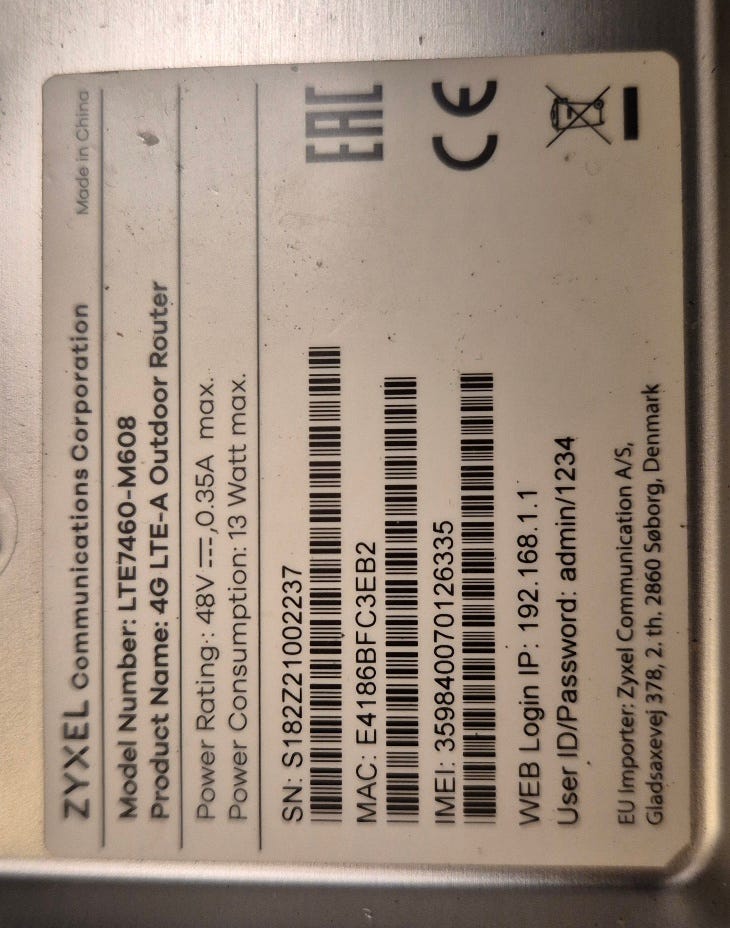 ZYXEL Communications Corporation Made in China
Model Number: LTE7460-M608
Product Name: 4G LTE-A Outdoor Router
Power Rating: 48V⎓,0.35A max.
Power Consumption: 13 Watt max.
EAC CE
SN: S182Z21002237
MAC: E4186BFC3EB2
IMEI: 359840070126335
WEB Login IP: 192.168.1.1
User ID/Password: admin/1234
EU Importer: Zyxel Communication A/S,
Gladsaxevej 378, 2. th, 2860 Søborg, Denmark